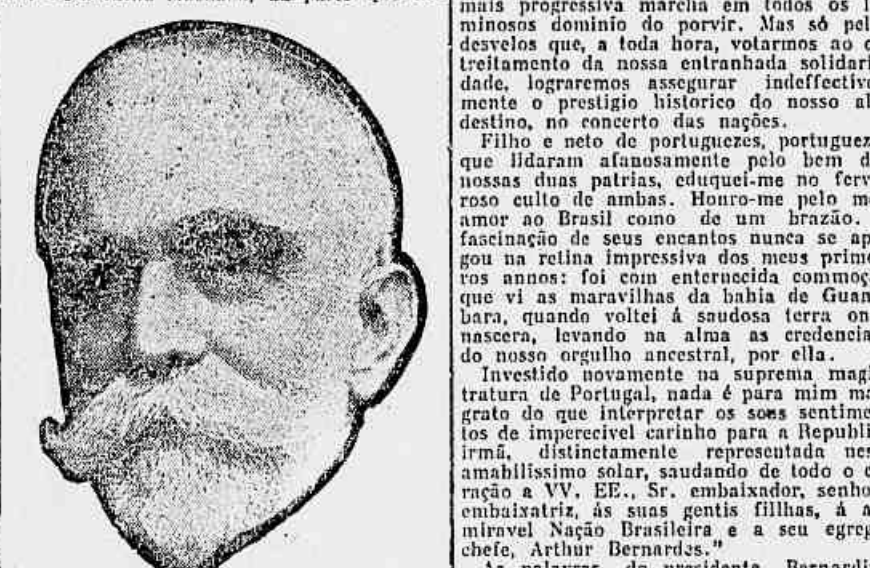 mais progressiva marcha em todos os l
minosos dominio do porvir. Mas só pel
desvelos que, a toda hora, votarmos ao e
treitamento da nossa entranhada solidari
dade, lograremos assegurar indeffective
mente o prestigio historico do nosso al
destino, no concerto das nações.
Filho e neto de portuguezes, portuguez
que lidaram afanosamente pelo bem d
nossas duas patrias, eduquei-me no ferv
roso culto de ambas. Honro-me pelo m
amor ao Brasil como de um brazão.
fascinação de seus encantos nunca se ap
gou na retina impressiva dos meus prime
ros annos: foi com enternecida commoç
que vi as maravilhas da bahia de Guan
bara, quando voltei á saudosa terra on
nascera, levando na alma as credencia
do nosso orgulho ancestral, por ella.
Investido novamente na suprema magi
tratura de Portugal, nada é para mim ma
grato do que interpretar os seus sentime
tos de imperecivel carinho para a Republi
irmã, distinctamente representada nes
amabilissimo solar, saudando de todo o c
ração a VV. EE., Sr. embaixador, senho
embaixatriz, ás suas gentis fillhas, á a
miravel Nação Brasileira e a seu egreg
chefe, Arthur Bernardes."
As palavras do presidente Bernardi